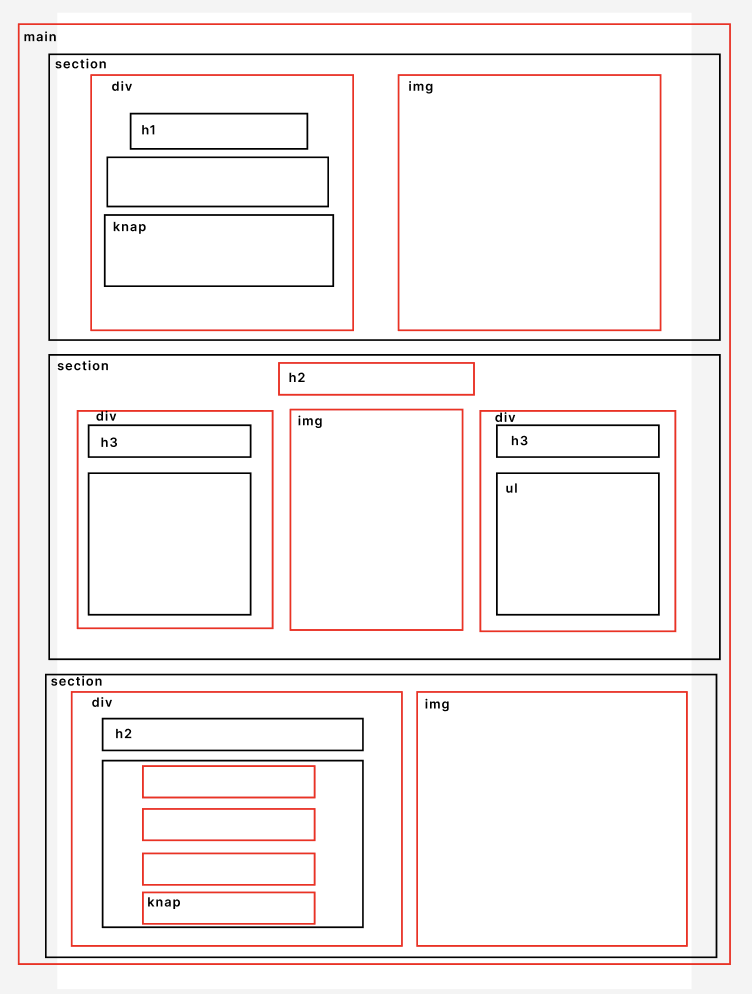 main
section
div
img
h1
knap
section
h2
div
img
div
h3
h3
ul
section
div
img
h2
knap